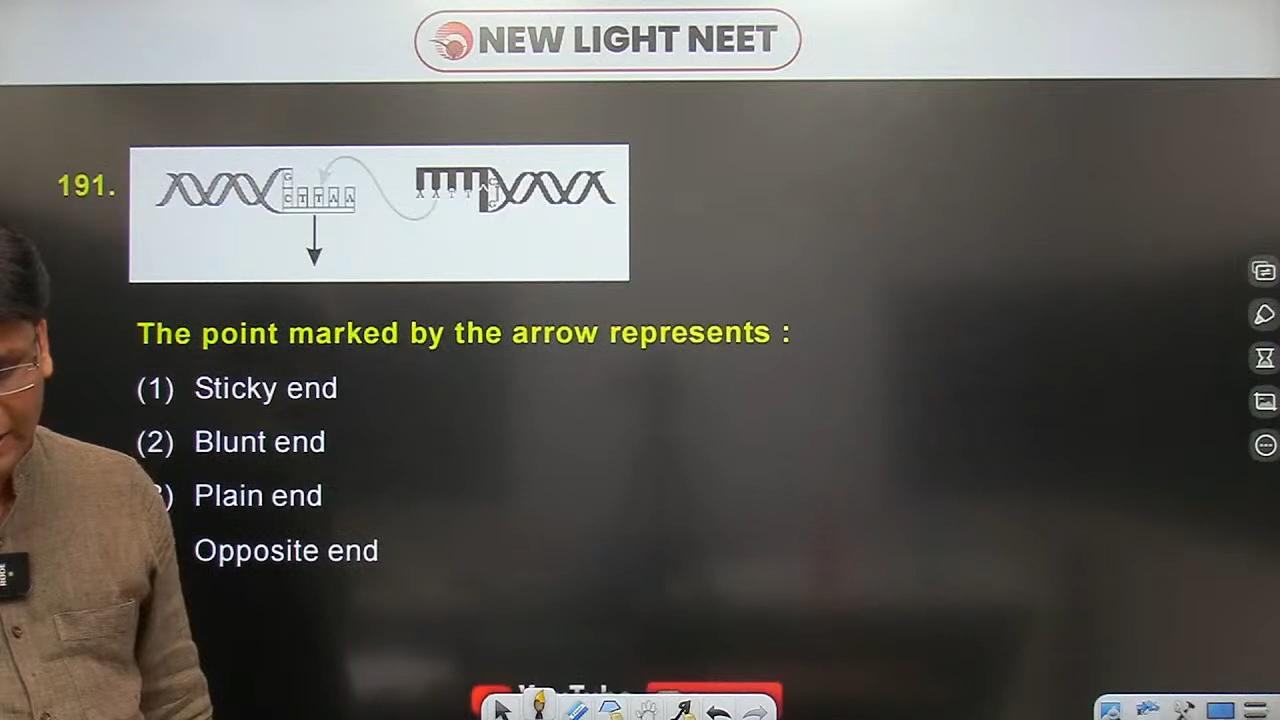 NEW LIGHT NEET
191.
G
C T T A A
A A T T
G
The point marked by the arrow represents :
(1) Sticky end
(2) Blunt end
) Plain end
Opposite end